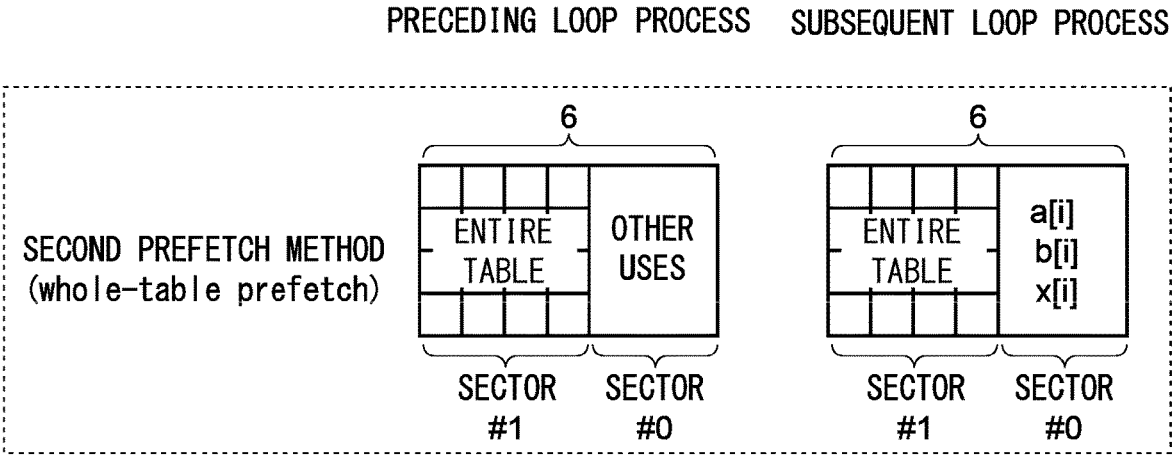 PRECEDING LOOP PROCESS
SUBSEQUENT LOOP PROCESS
SECOND PREFETCH METHOD
(whole-table prefetch)
6
ENTIRE
TABLE
OTHER
USES
SECTOR
#1
SECTOR
#0
6
ENTIRE
TABLE
a[i]
b[i]
x[i]
SECTOR
#1
SECTOR
#0